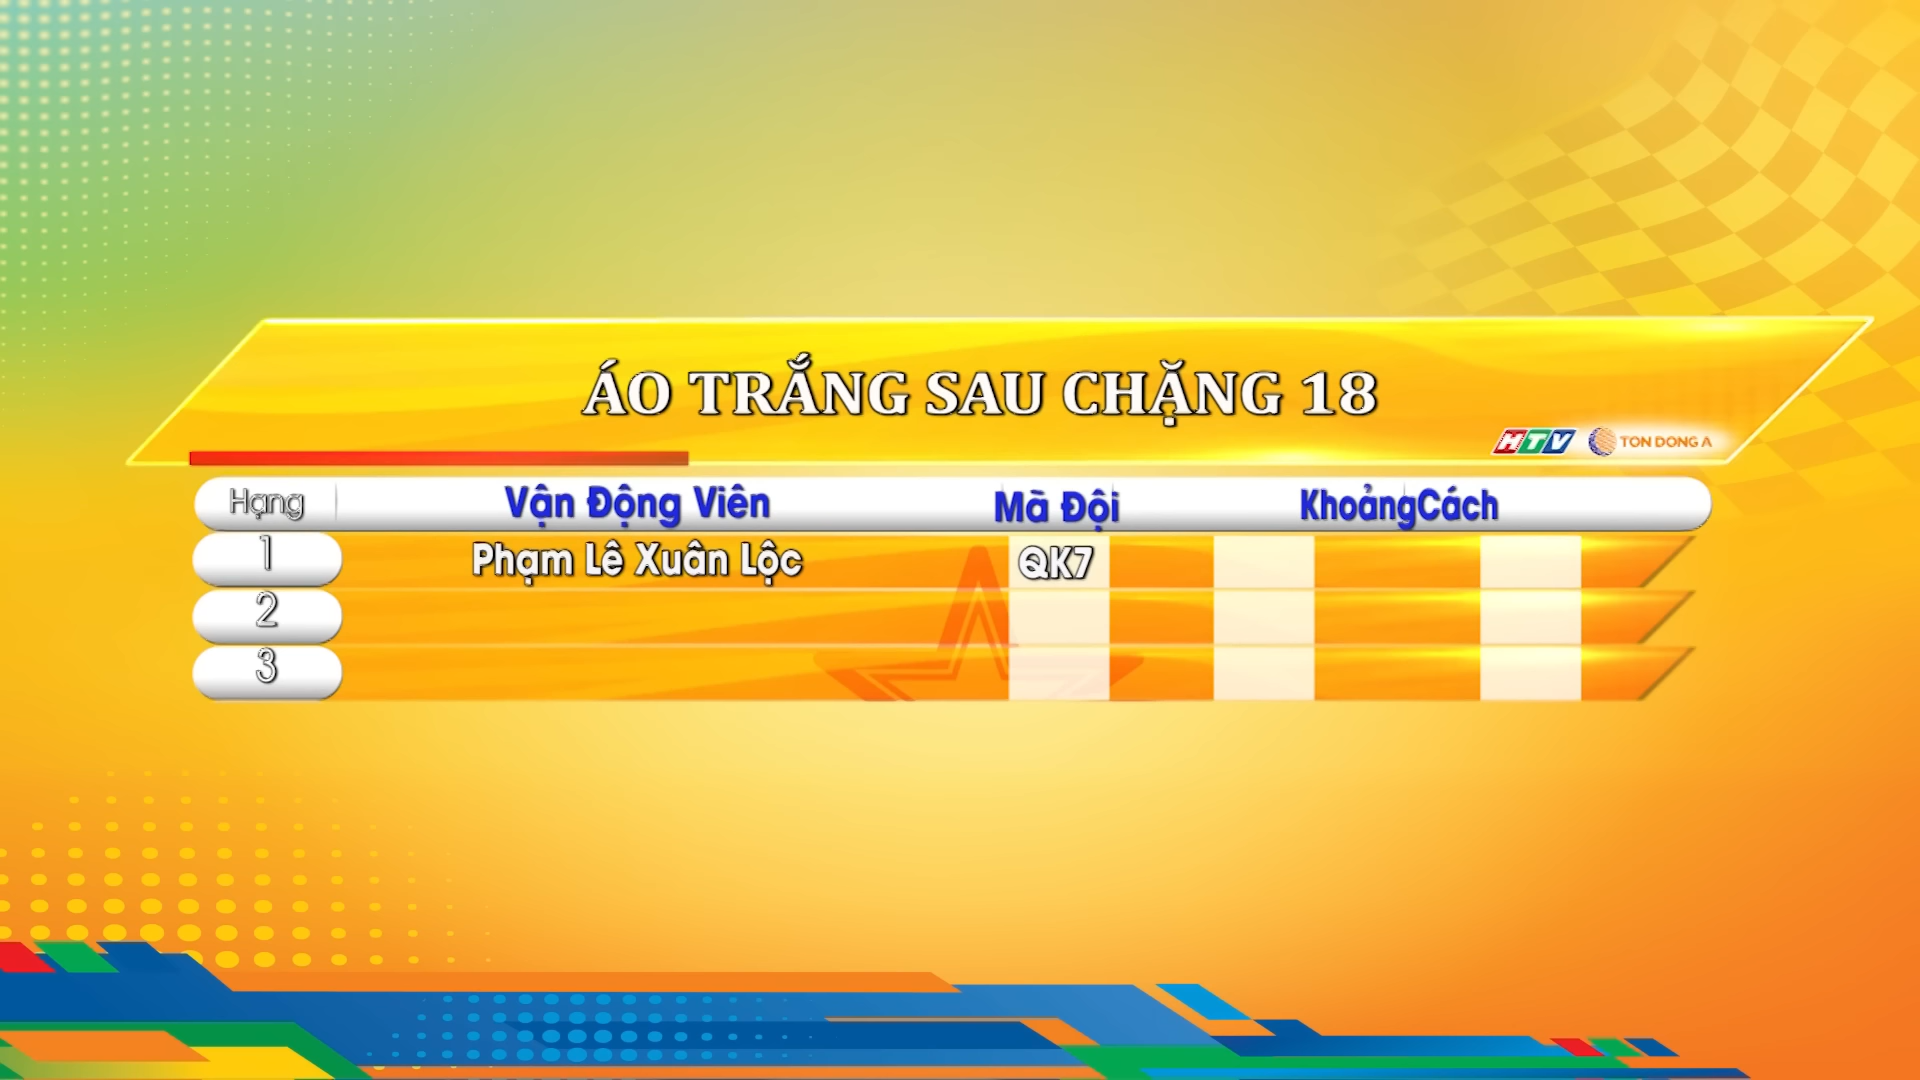 ÁO TRẮNG SAU CHẶNG 18
HTV TON DONG A
Hạng Vận Động Viên Mã Đội KhoảngCách
1 Phạm Lê Xuân Lộc QK7
2
3